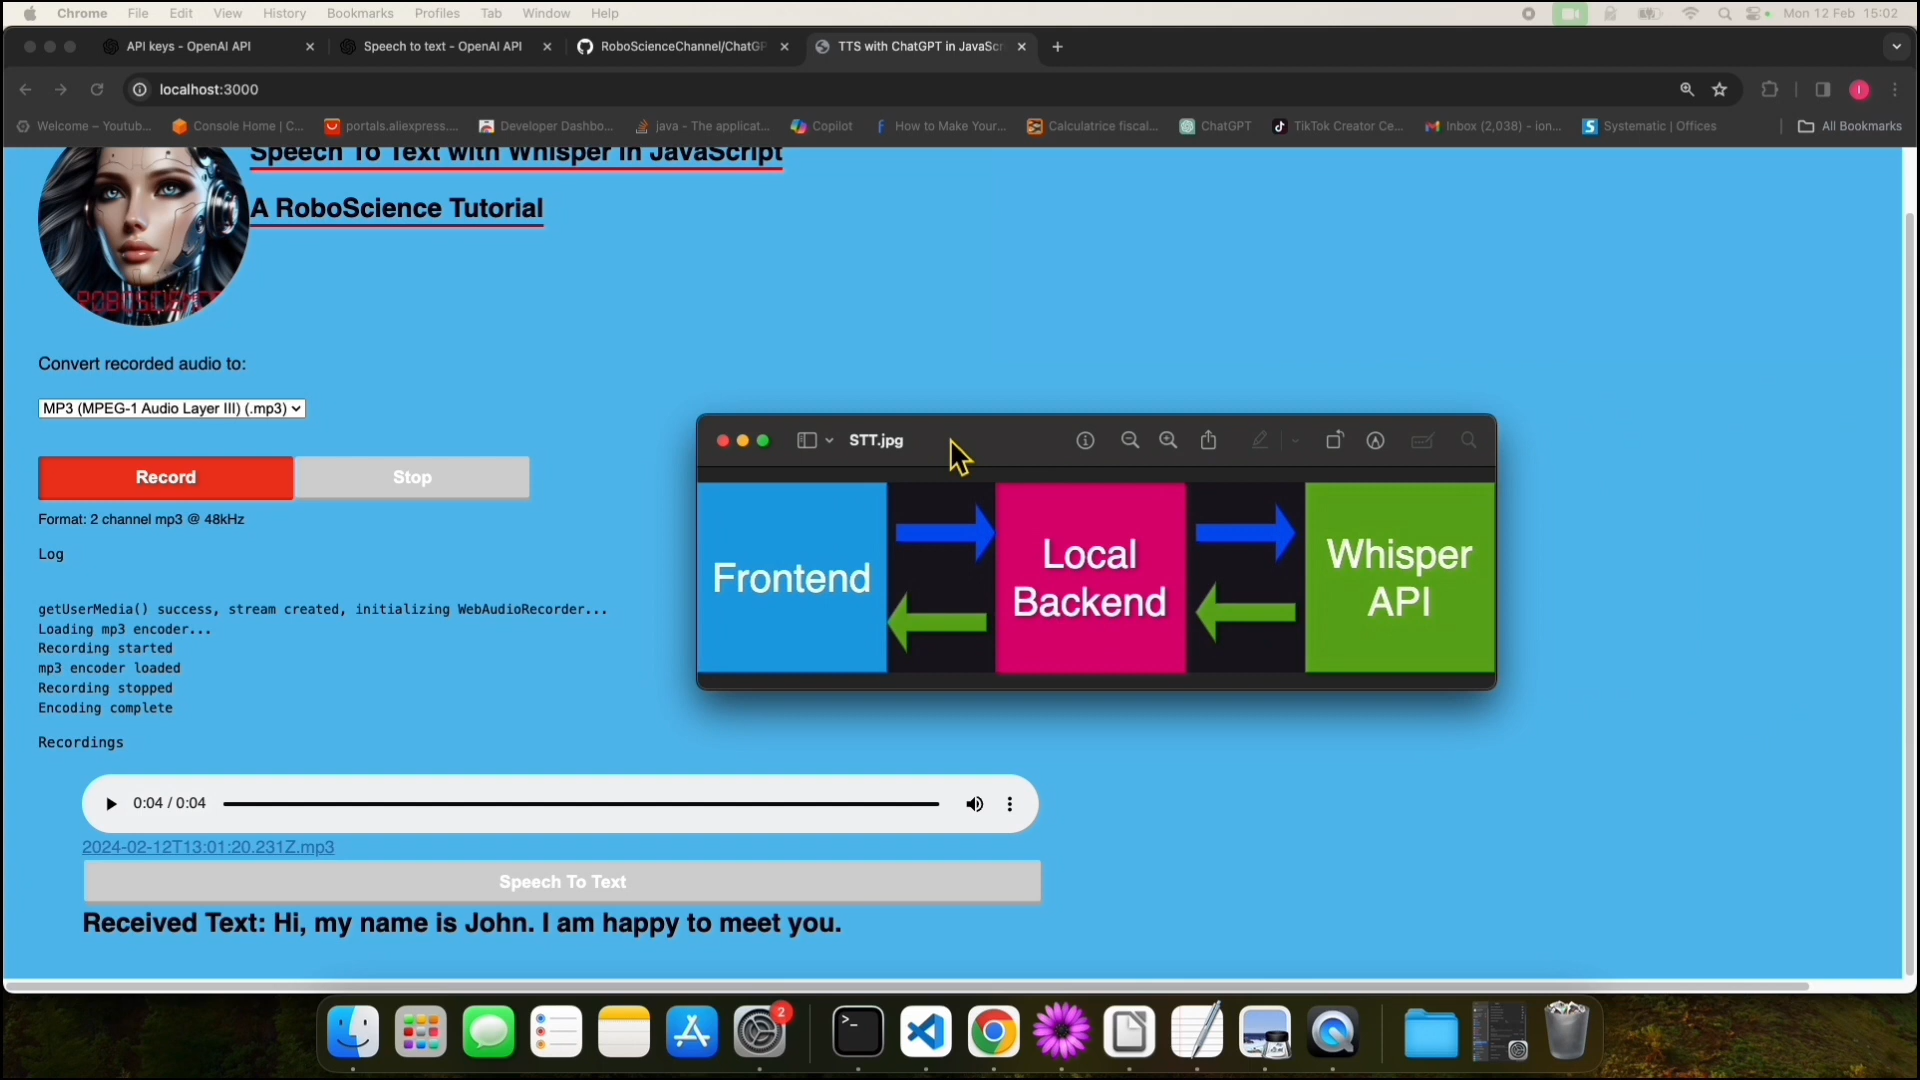 Chrome File Edit View History Bookmarks Profiles Tab Window Help Mon 12 Feb 15:02
API keys - OpenAI API Speech to text - OpenAI API RoboScienceChannel/ChatGP TTS with ChatGPT in JavaScr
localhost:3000
Welcome – Youtub... Console Home | C... portals.aliexpress.... Developer Dashbo... java - The applicat... Copilot How to Make Your... Calculatrice fiscal... ChatGPT TikTok Creator Ce... Inbox (2,038) - ion... Systematic | Offices All Bookmarks
Speech To Text with Whisper in JavaScript
A RoboScience Tutorial
ROBOSCIENCE
Convert recorded audio to:
MP3 (MPEG-1 Audio Layer III) (.mp3)
Record Stop
Format: 2 channel mp3 @ 48kHz
Log
getUserMedia() success, stream created, initializing WebAudioRecorder...
Loading mp3 encoder...
Recording started
mp3 encoder loaded
Recording stopped
Encoding complete
Recordings
0:04 / 0:04
2024-02-12T13:01:20.231Z.mp3
Speech To Text
Received Text: Hi, my name is John. I am happy to meet you.
STT.jpg
Frontend
Local
Backend
Whisper
API
2